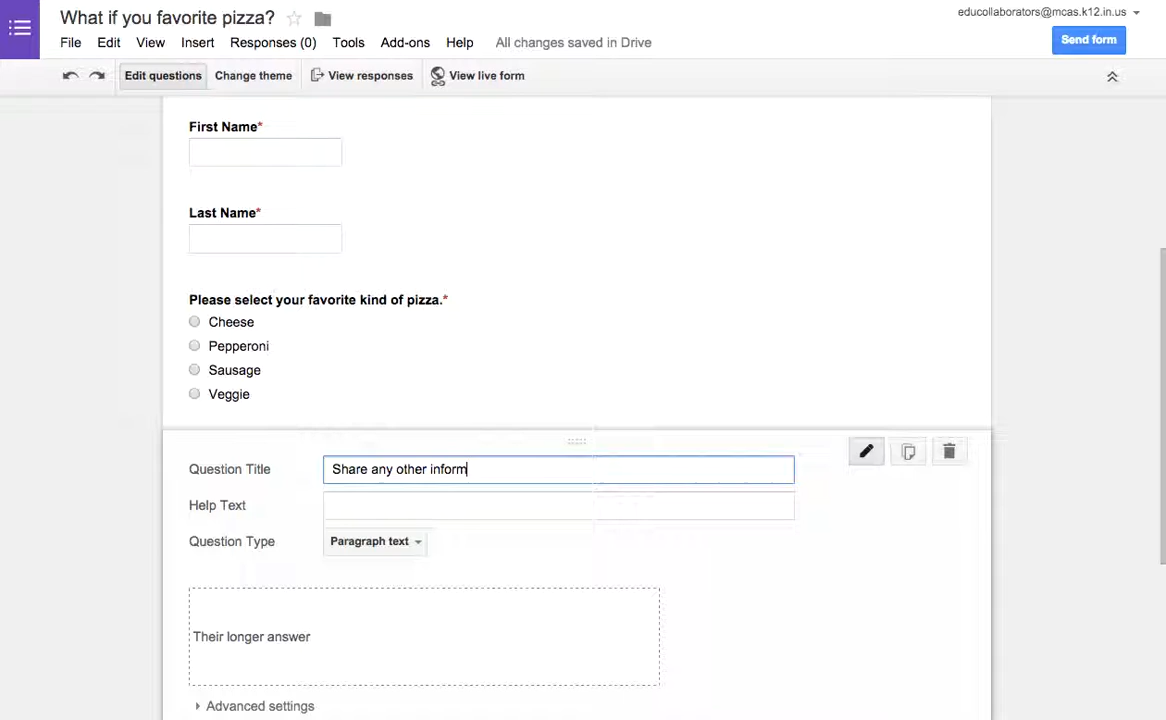 What if you favorite pizza?
educollaborators@mcas.k12.in.us
File Edit View Insert Responses (0) Tools Add-ons Help All changes saved in Drive
Send form
Edit questions Change theme View responses View live form
First Name*
Last Name*
Please select your favorite kind of pizza.*
Cheese
Pepperoni
Sausage
Veggie
Question Title Share any other inform
Help Text
Question Type Paragraph text
Their longer answer
Advanced settings